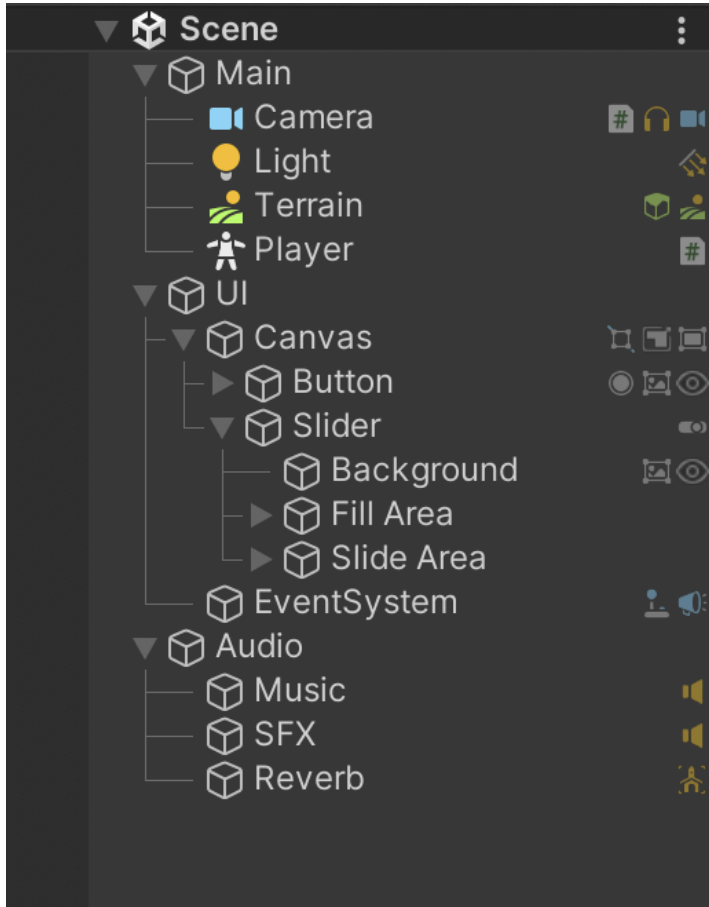 Scene
Main
Camera
Light
Terrain
Player
UI
Canvas
Button
Slider
Background
Fill Area
Slide Area
EventSystem
Audio
Music
SFX
Reverb